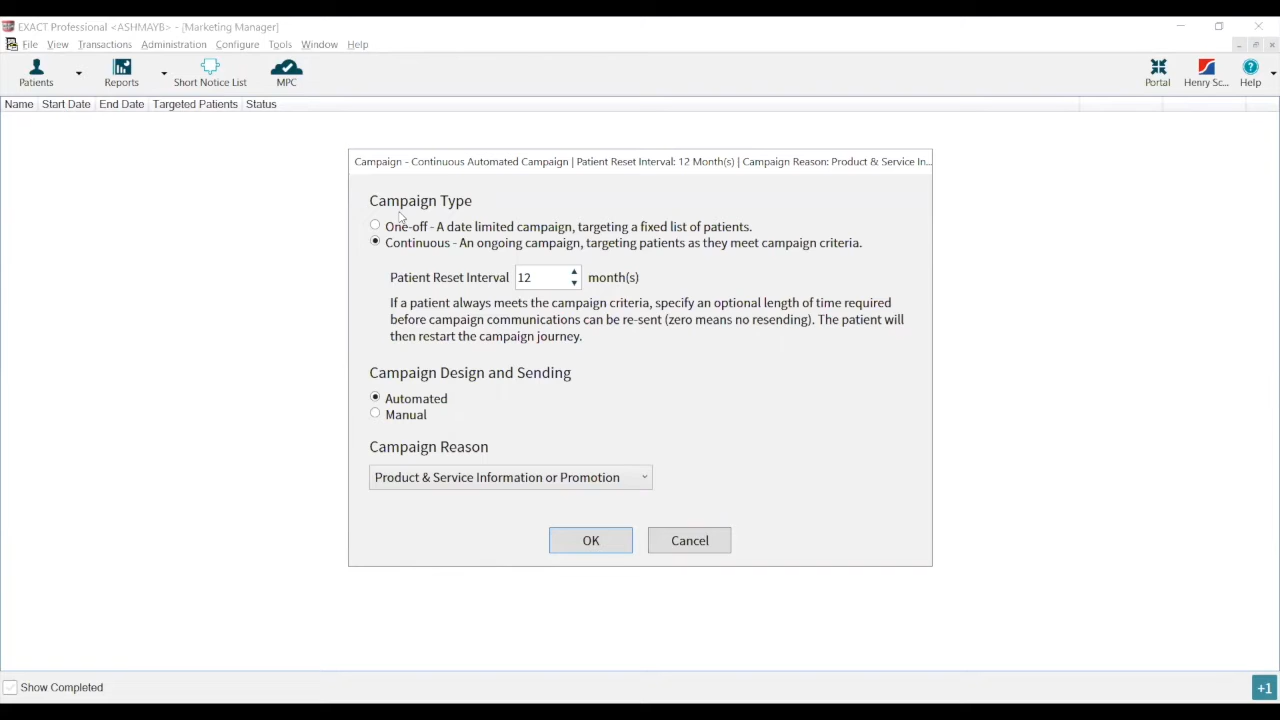 EXACT Professional <ASHMAYB> - [Marketing Manager]
File View Transactions Administration Configure Tools Window Help
Patients Reports Short Notice List MPC Portal Henry Sc... Help
Name Start Date End Date Targeted Patients Status
Campaign - Continuous Automated Campaign | Patient Reset Interval: 12 Month(s) | Campaign Reason: Product & Service In...
Campaign Type
One-off - A date limited campaign, targeting a fixed list of patients.
Continuous - An ongoing campaign, targeting patients as they meet campaign criteria.
Patient Reset Interval 12 month(s)
If a patient always meets the campaign criteria, specify an optional length of time required
before campaign communications can be re-sent (zero means no resending). The patient will
then restart the campaign journey.
Campaign Design and Sending
Automated
Manual
Campaign Reason
Product & Service Information or Promotion
OK Cancel
Show Completed +1